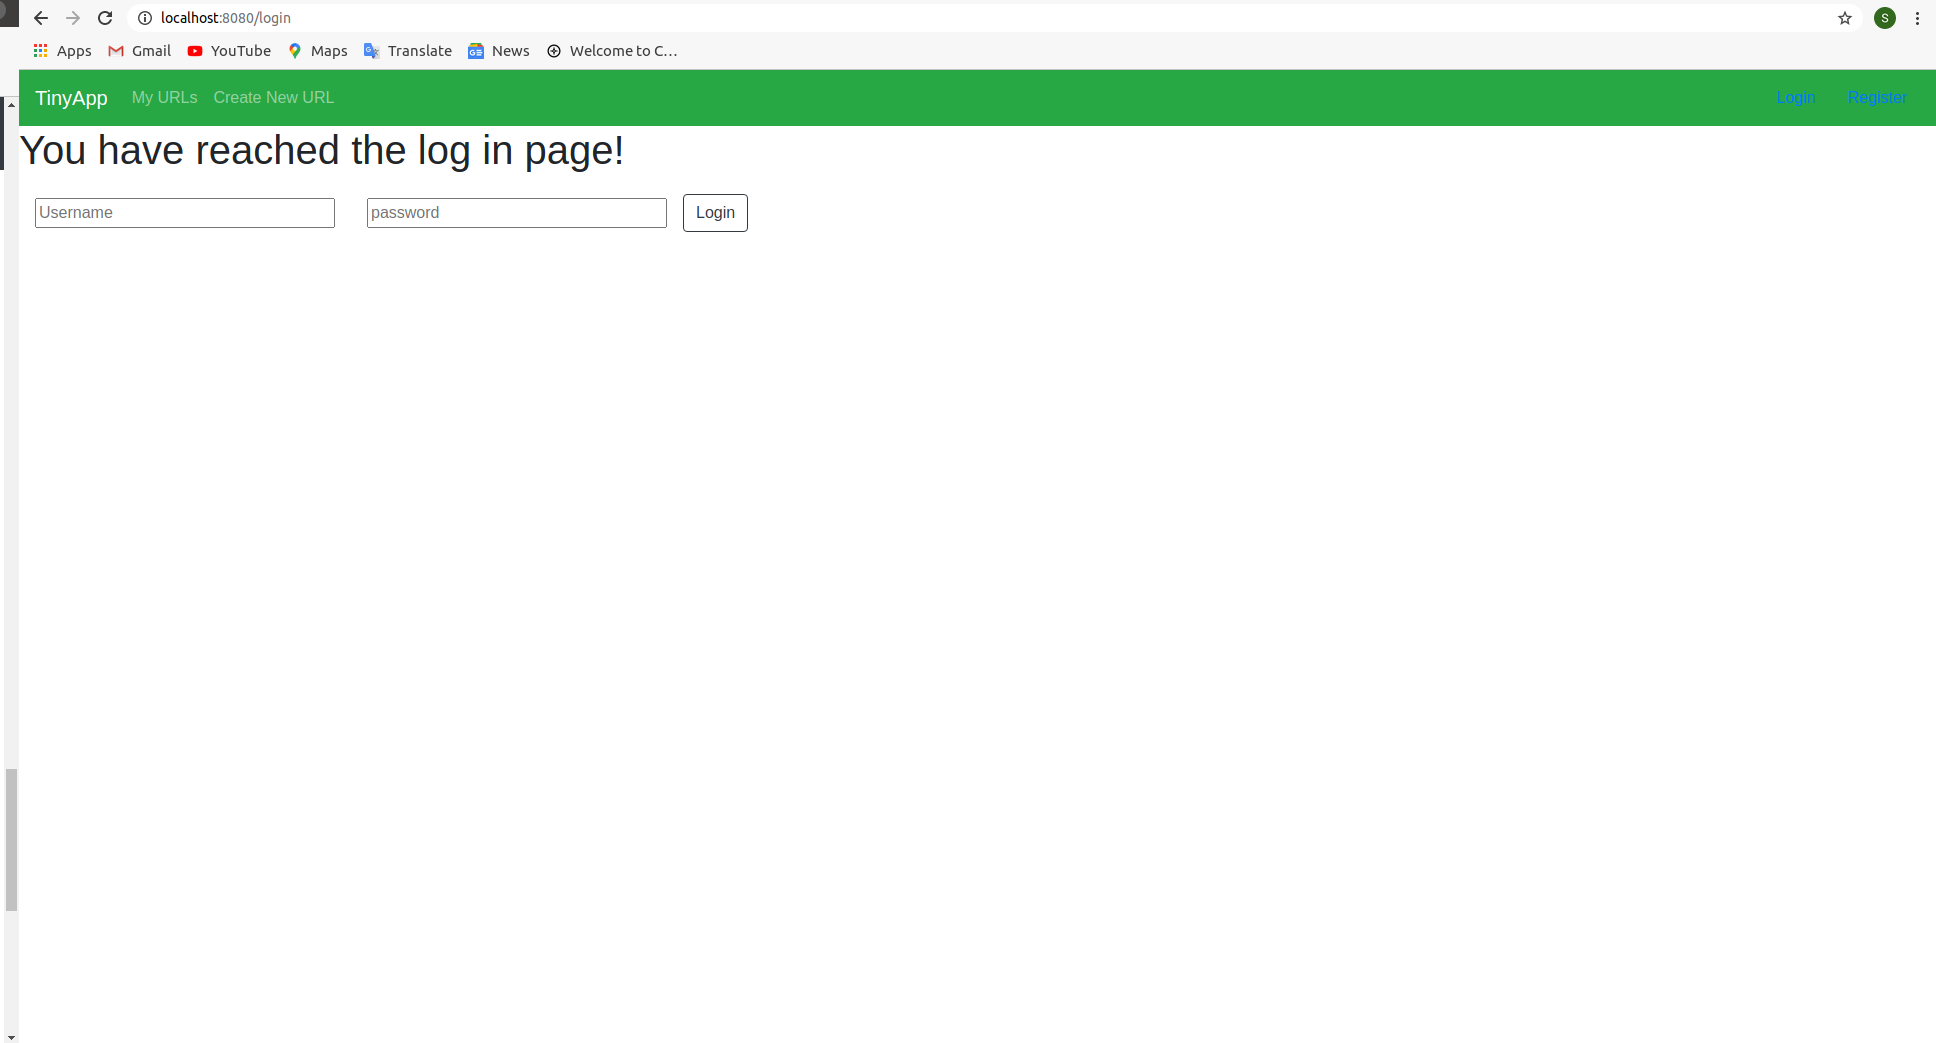 localhost:8080/login
S
Apps Gmail YouTube Maps Translate News Welcome to C...
TinyApp My URLs Create New URL Login Register
You have reached the log in page!
Username password Login